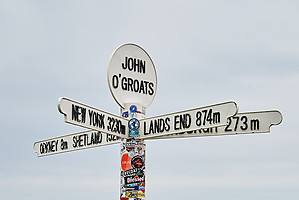 JOHN
O'GROATS
NEW YORK 3230m
LANDS END 874m
ORKNEY 8m SHETLAND
273m